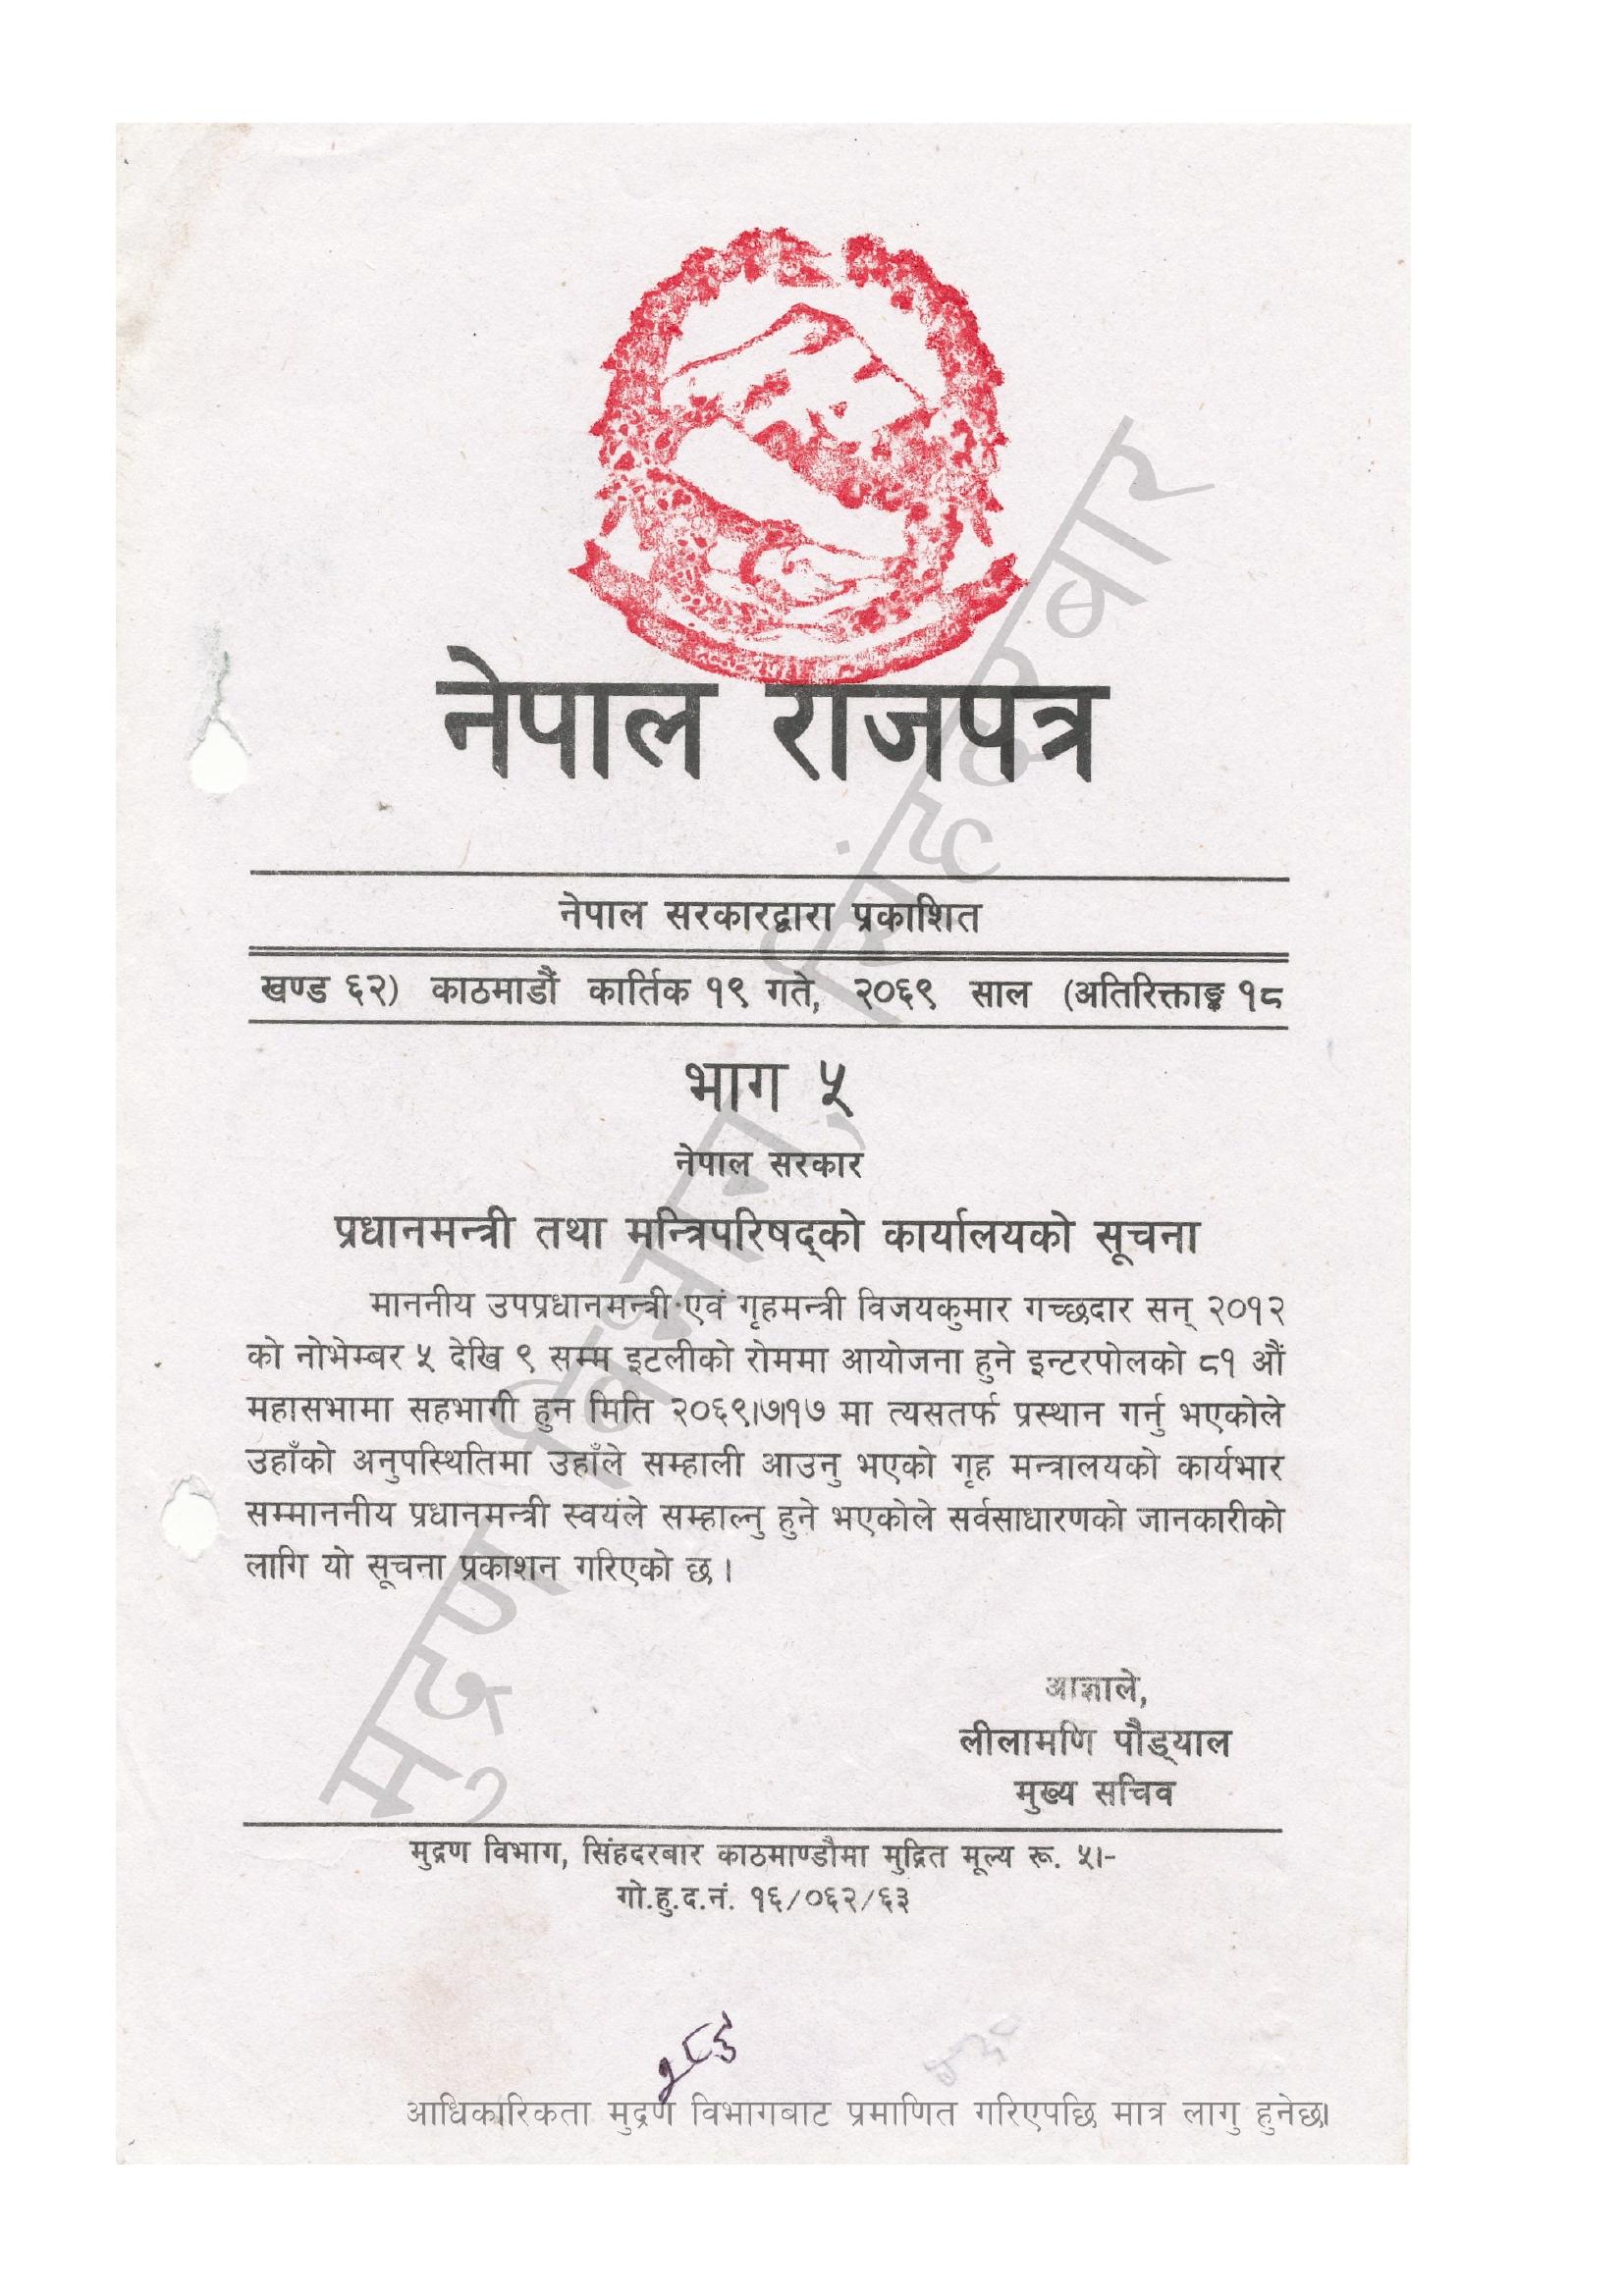 नेपाल राजपत्र
नेपाल सरकारद्वारा प्रकाशित
खण्ड ६२) काठमाडौं कार्तिक १९ गते, २०६९ साल (अतिरिक्ताङ्क १८
भाग ५
नेपाल सरकार
प्रधानमन्त्री तथा मन्त्रिपरिषद्को कार्यालयको सूचना
माननीय उपप्रधानमन्त्री एवं गृहमन्त्री विजयकुमार गच्छदार सन् २०१२
को नोभेम्बर ५ देखि ९ सम्म इटलीको रोममा आयोजना हुने इन्टरपोलको ८१ औं
महासभामा सहभागी हुन मिति २०६९।७।१७ मा त्यसतर्फ प्रस्थान गर्नु भएकोले
उहाँको अनुपस्थितिमा उहाँले सम्हाली आउनु भएको गृह मन्त्रालयको कार्यभार
सम्माननीय प्रधानमन्त्री स्वयंले सम्हाल्नु हुने भएकोले सर्वसाधारणको जानकारीको
लागि यो सूचना प्रकाशन गरिएको छ ।
आज्ञाले,
लीलामणि पौड्याल
मुख्य सचिव
मुद्रण विभाग, सिंहदरबार काठमाण्डौमा मुद्रित मूल्य रू. ५।-
गो.हु.द.नं. १६/०६२/६३
आधिकारिकता मुद्रण विभागबाट प्रमाणित गरिएपछि मात्र लागु हुनेछ।
मुद्रण विभाग, सिंहदरबार